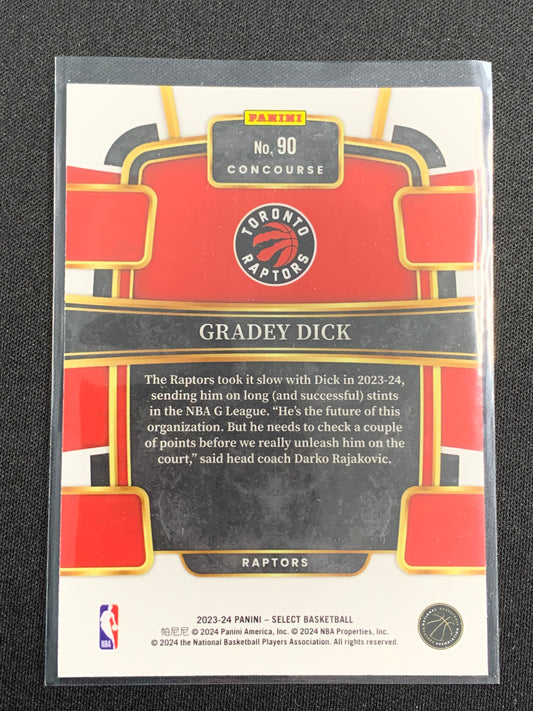 PANINI
No. 90
CONCOURSE
TORONTO
RAPTORS
GRADEY DICK
The Raptors took it slow with Dick in 2023-24,
sending him on long (and successful) stints
in the NBA G League. “He’s the future of this
organization. But he needs to check a couple
of points before we really unleash him on the
court,” said head coach Darko Rajakovic.
RAPTORS
NBA
2023-24 PANINI – SELECT BASKETBALL
帕尼尼 © 2024 Panini America, Inc. © 2024 NBA Properties, Inc.
© 2024 the National Basketball Players Association. All rights reserved.